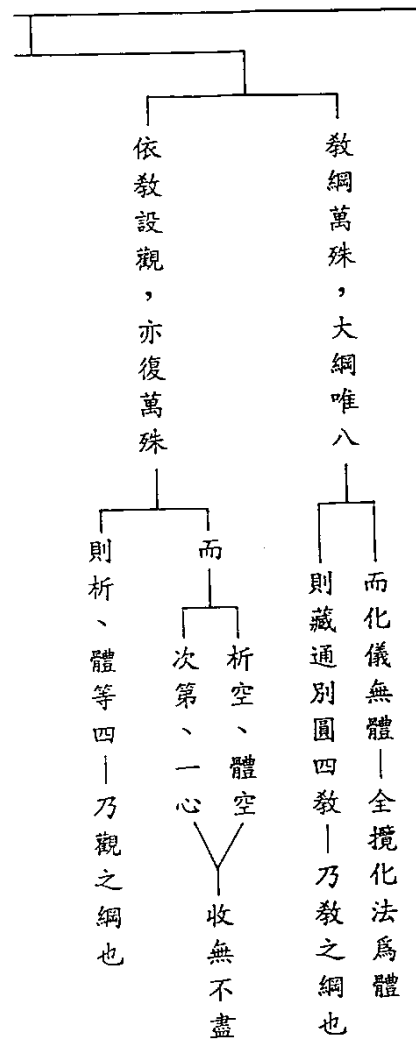 教綱萬殊，大綱唯八
而化儀無體—全攬化法爲體
則藏通別圓四教—乃教之綱也
依教設觀，亦復萬殊
而
析空、體空
次第、一心
收無不盡
則析、體等四—乃觀之綱也